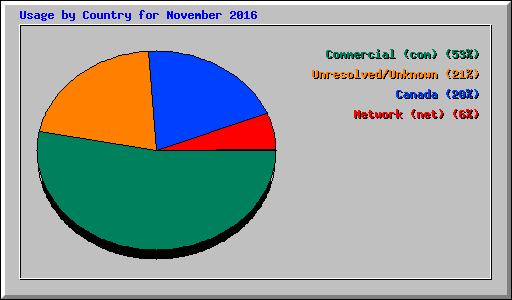 Usage by Country for November 2016
Commercial (com) (53%)
Unresolved/Unknown (21%)
Canada (20%)
Network (net) (6%)